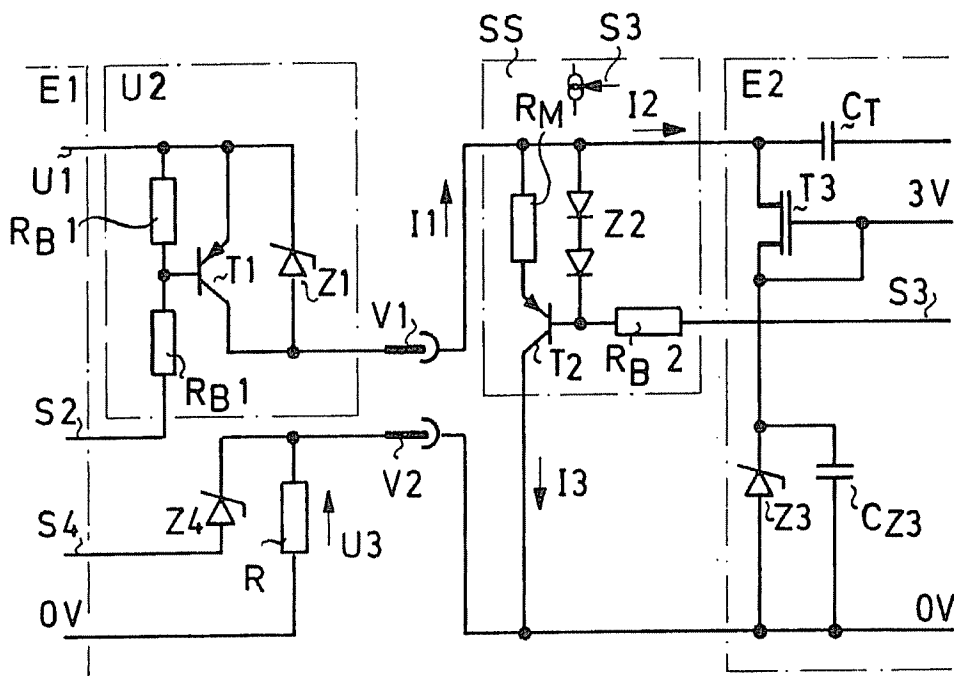 SS
S3
E1
U2
E2
RM
I2
CT
U1
T3
3V
RB1
I1
Z2
T1
Z1
S3
V1
RB1
T2
RB2
S2
V2
I3
Z4
U3
Z3
CZ3
S4
R
0V
0V